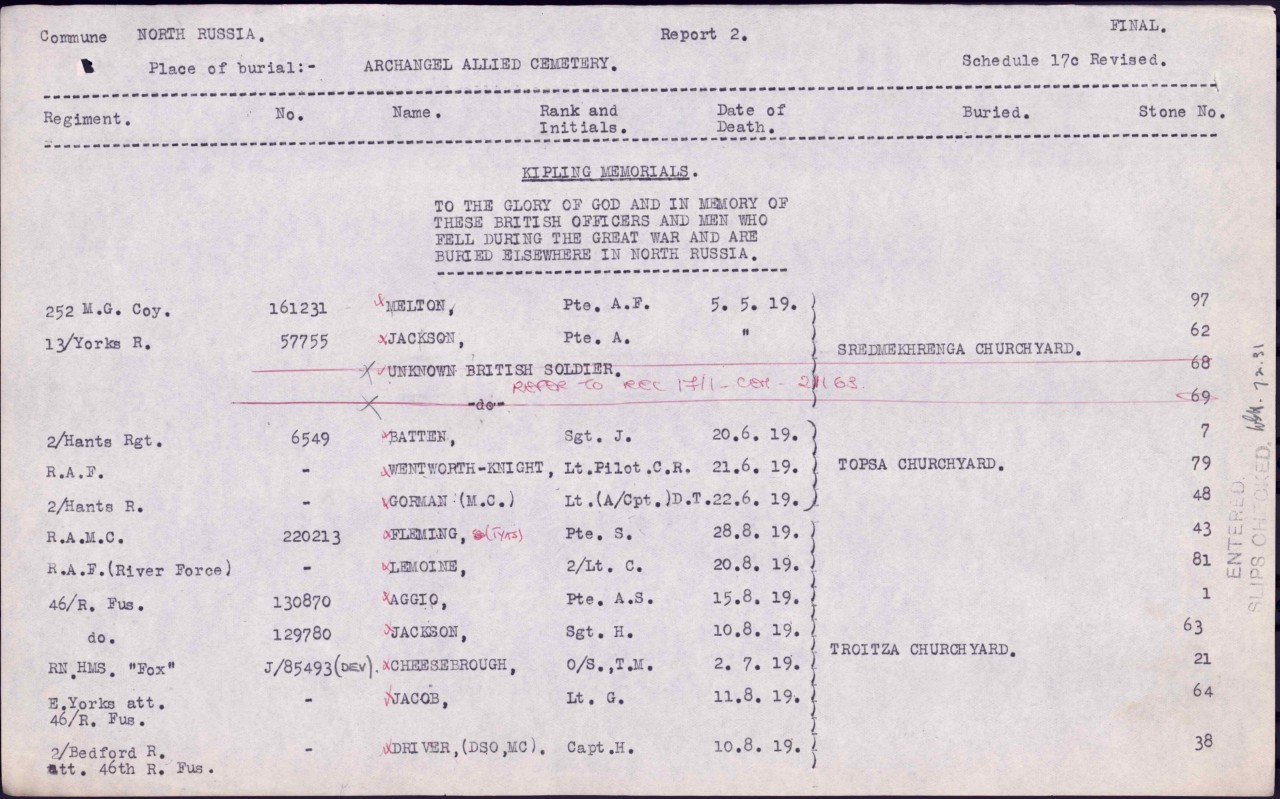 Commune NORTH RUSSIA. Report 2. FINAL.
Place of burial:- ARCHANGEL ALLIED CEMETERY. Schedule 17c Revised.
Regiment. No. Name. Rank and Initials. Date of Death. Buried. Stone No.
KIPLING MEMORIALS.
TO THE GLORY OF GOD AND IN MEMORY OF
THESE BRITISH OFFICERS AND MEN WHO
FELL DURING THE GREAT WAR AND ARE
BURIED ELSEWHERE IN NORTH RUSSIA.
252 M.G. Coy. 161231 MELTON, Pte. A.F. 5. 5. 19. 97
13/Yorks R. 57755 JACKSON, Pte. A. " 62
SREDMEKHRENGA CHURCHYARD.
UNKNOWN BRITISH SOLDIER. 68
REFER TO REC 17/1 - CEM -
-do- 69
2/Hants Rgt. 6549 BATTEN, Sgt. J. 20.6. 19. 7
R.A.F. - WENTWORTH-KNIGHT, Lt.Pilot.C.R. 21.6. 19. TOPSA CHURCHYARD. 79
2/Hants R. - GORMAN (M.C.) Lt.(A/Cpt.)D.T. 22.6. 19. 48
R.A.M.C. 220213 FLEMING, Pte. S. 28.8. 19. 43
R.A.F.(River Force) - LEMOINE, 2/Lt. C. 20.8. 19. 81
46/R. Fus. 130870 AGGIO, Pte. A.S. 15.8. 19. 1
do. 129780 JACKSON, Sgt. H. 10.8. 19. 63
TROITZA CHURCHYARD.
RN.HMS. "Fox" J/85493(DEV). CHEESEBROUGH, O/S.,T.M. 2. 7. 19. 21
E.Yorks att. - JACOB, Lt. G. 11.8. 19. 64
46/R. Fus.
2/Bedford R. - DRIVER,(DSO,MC). Capt.H. 10.8. 19. 38
att. 46th R. Fus.
ENTERED.
SLIPS CHECKED. 7.2.31